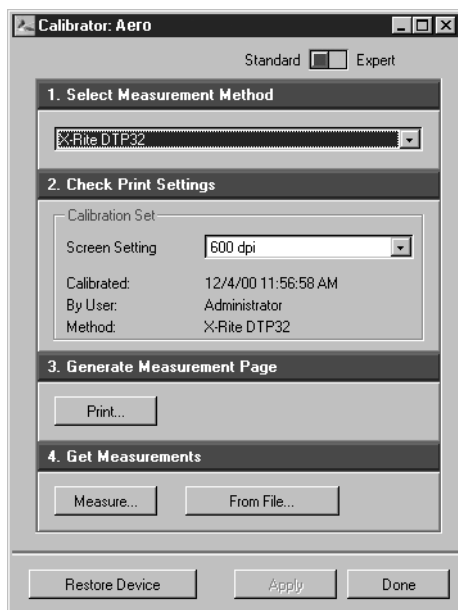 Calibrator: Aero
Standard Expert
1. Select Measurement Method
X-Rite DTP32
2. Check Print Settings
Calibration Set
Screen Setting 600 dpi
Calibrated: 12/4/00 11:56:58 AM
By User: Administrator
Method: X-Rite DTP32
3. Generate Measurement Page
Print...
4. Get Measurements
Measure... From File...
Restore Device Apply Done